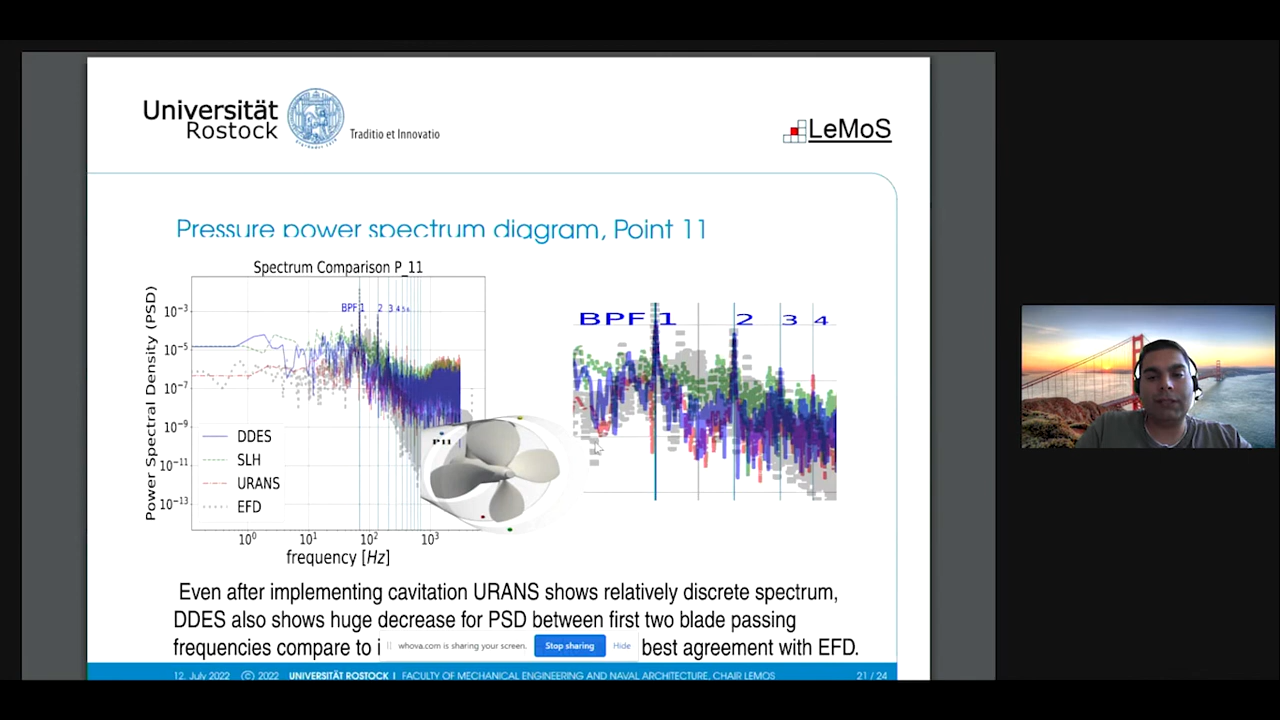 Universität
Rostock
Traditio et Innovatio
LeMoS
Pressure power spectrum diagram, Point 11
Spectrum Comparison P_11
Power Spectral Density (PSD)
10⁻³
10⁻⁵
10⁻⁷
10⁻⁹
10⁻¹¹
10⁻¹³
BPF 1 2 3 4 5 6
DDES
SLH
URANS
EFD
10⁰ 10¹ 10² 10³
frequency [Hz]
P11
BPF 1 2 3 4
Even after implementing cavitation URANS shows relatively discrete spectrum,
DDES also shows huge decrease for PSD between first two blade passing
frequencies compare to i best agreement with EFD.
whova.com is sharing your screen. Stop sharing Hide
12. July 2022 © 2022 UNIVERSITÄT ROSTOCK | FACULTY OF MECHANICAL ENGINEERING AND NAVAL ARCHITECTURE, CHAIR LEMOS 21 / 24